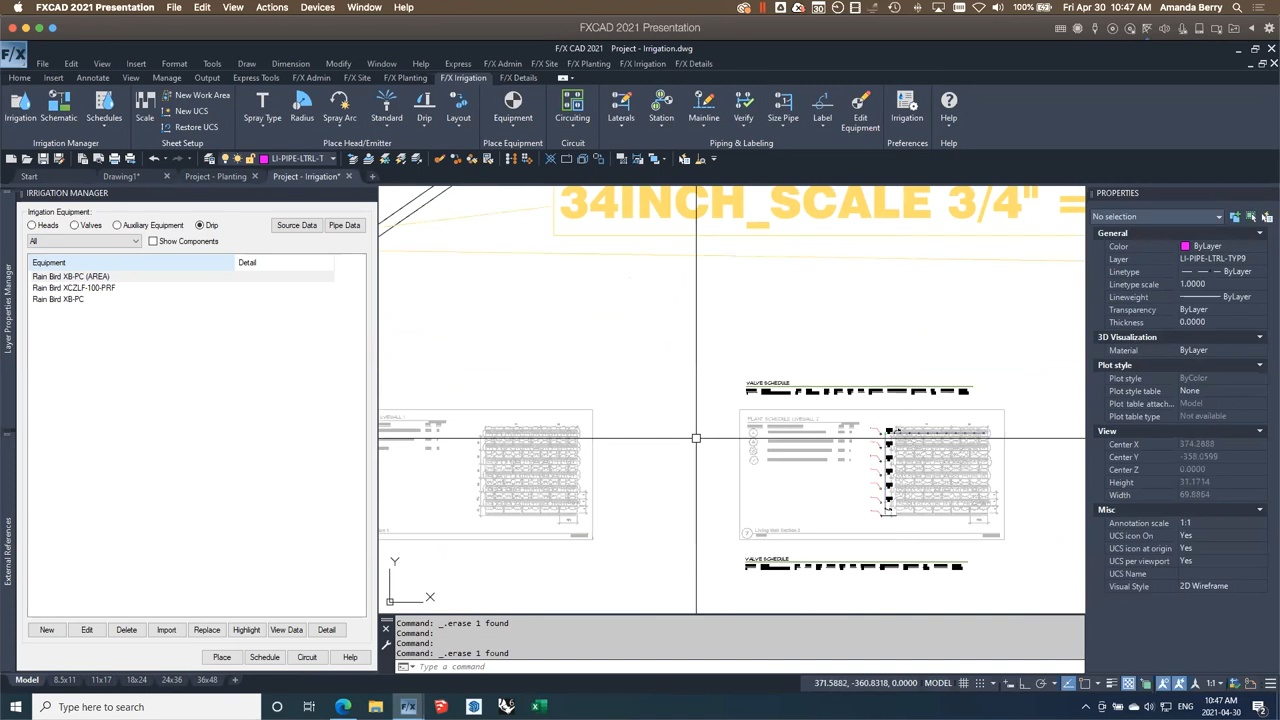 FXCAD 2021 Presentation File Actions Devices Window Help
Fri Apr 30 10:47 AM Amanda Berry
FXCAD 2021 Presentation
F/X
F/X CAD 2021 Project - Irrigation.dwg
File Edit View Insert Format Tools Draw Dimension Modify Window Help Express F/X Site F/X Planting F/X Irrigation F/X Details
Home Insert Annotate View Manage Output Express Tools F/X Admin F/X Site F/X Planting F/X Irrigation F/X Details
Irrigation Schematic Schedules
Scale
New Work Area
New UCS
Restore UCS
Spray Type Radius Spray Arc Standard Drip Layout Equipment Circuiting Laterals Station Mainline Verify Size Pipe Label Edit Equipment Irrigation Help
Irrigation Manager Sheet Setup Place Head/Emitter Place Equipment Circuit Piping & Labeling Preferences Help
LI-PIPE-LTRL-T
Start Drawing1* Project - Planting Project - Irrigation*
IRRIGATION MANAGER
Irrigation Equipment:
Heads Valves Auxiliary Equipment Drip Source Data Pipe Data
All Show Components
Equipment Detail
Rain Bird XB-PC (AREA)
Rain Bird XCZLF-100-PRF
Rain Bird XB-PC
New Edit Delete Import Replace Highlight View Data Detail
Place Schedule Circuit Help
Layer Properties Manager
External References
34INCH_SCALE 3/4" =
VALVE SCHEDULE
VALVE SCHEDULE
Y
X
Command: _.erase 1 found
Command:
Command:
Command: _.erase 1 found
Type a command
PROPERTIES
No selection
General
Color ByLayer
Layer LI-PIPE-LTRL-TYP9
Linetype ByLayer
Linetype scale 1.0000
Lineweight ByLayer
Transparency ByLayer
Thickness 0.0000
3D Visualization
Material ByLayer
Plot style
Plot style ByColor
Plot style table None
Plot table attach... Model
Plot table type Not available
View
Center X 374.2688
Center Y -358.0599
Center Z 0.0000
Height 31.1714
Width 69.8864
Misc
Annotation scale 1:1
UCS icon On Yes
UCS icon at origin Yes
UCS per viewport Yes
UCS Name
Visual Style 2D Wireframe
Model 8.5x11 11x17 18x24 24x36 36x48 +
371.5882, -360.8318, 0.0000 MODEL 1:1
Type here to search
10:47 AM
2021-04-30